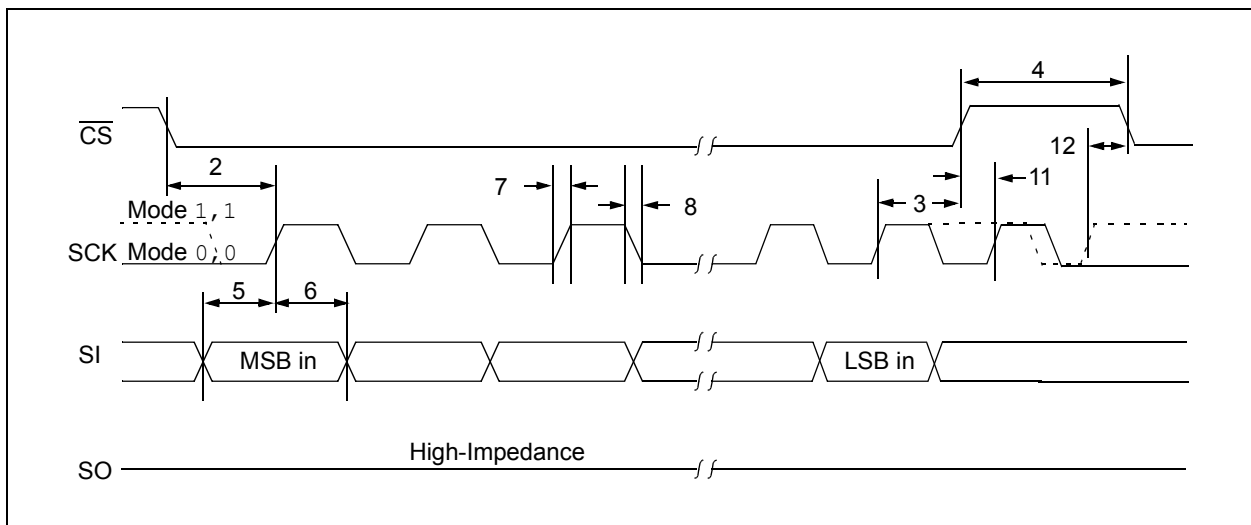 4
CS
12
2
7
8
3
11
Mode 1,1
SCK Mode 0,0
5
6
SI
MSB in
LSB in
High-Impedance
SO